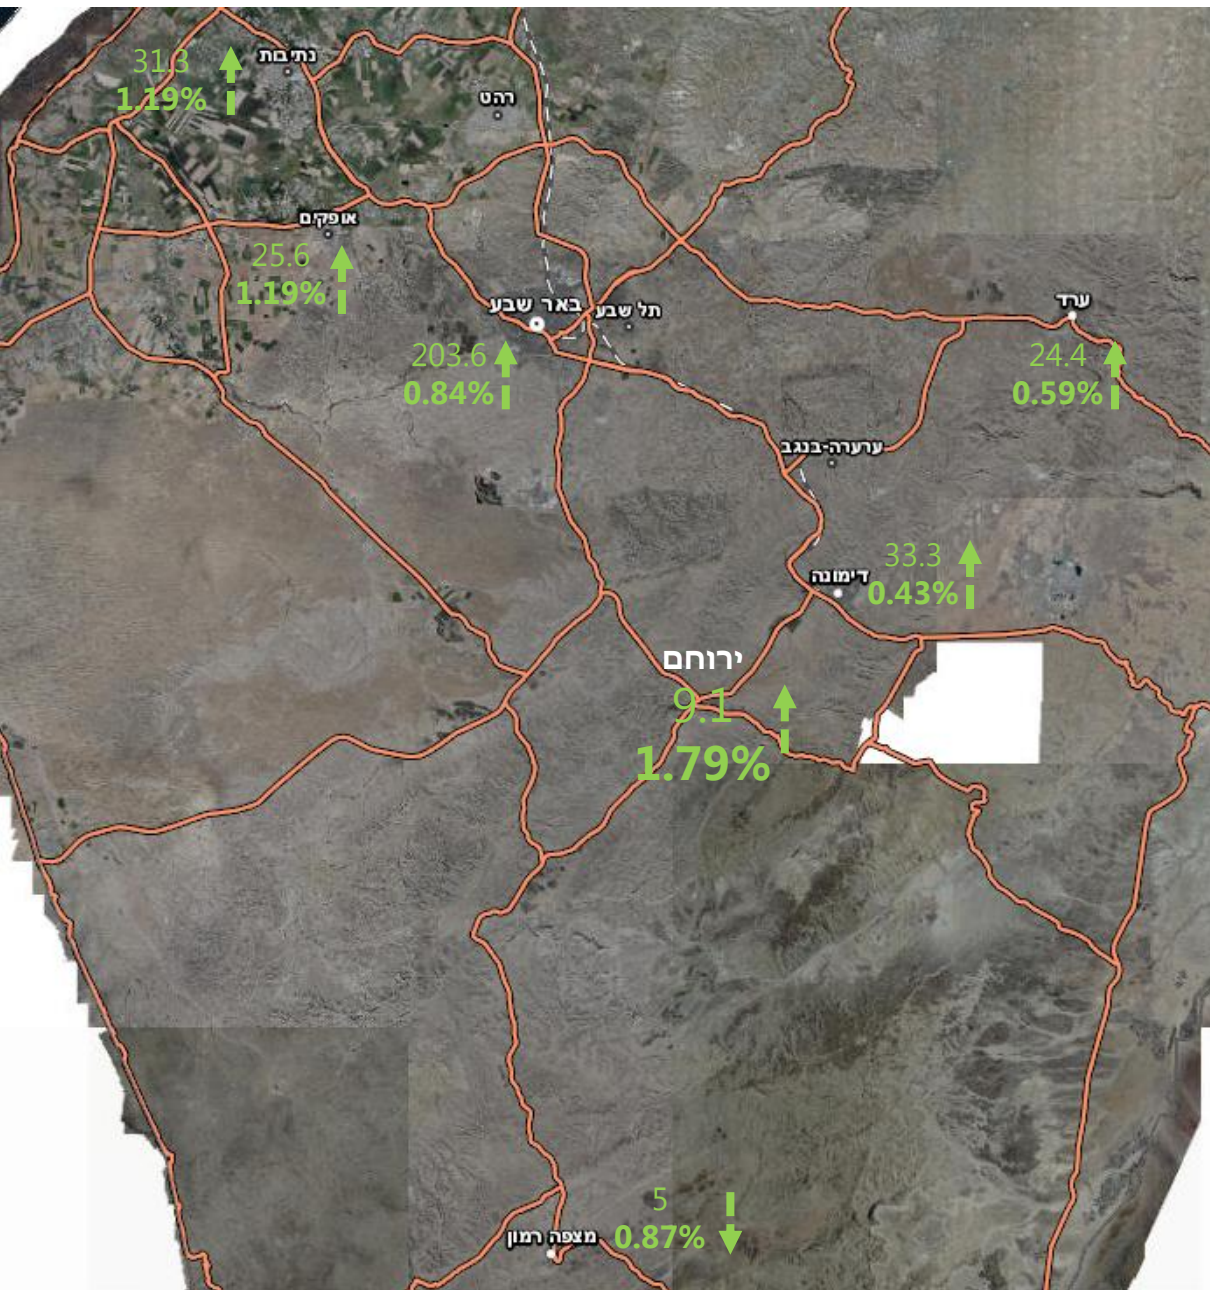 נתיבות
31.3
1.19%
רהט
אופקים
25.6
1.19%
באר שבע
תל שבע
203.6
0.84%
ערד
24.4
0.59%
ערערה-בנגב
דימונה
33.3
0.43%
ירוחם
9.1
1.79%
5
0.87%
מצפה רמון